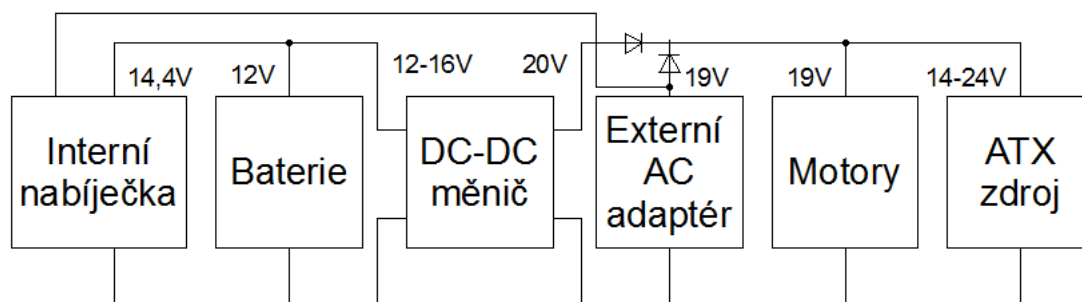 14,4V
12V
12-16V
20V
19V
19V
14-24V
Interní
nabíječka
Baterie
DC-DC
měnič
Externí
AC
adaptér
Motory
ATX
zdroj